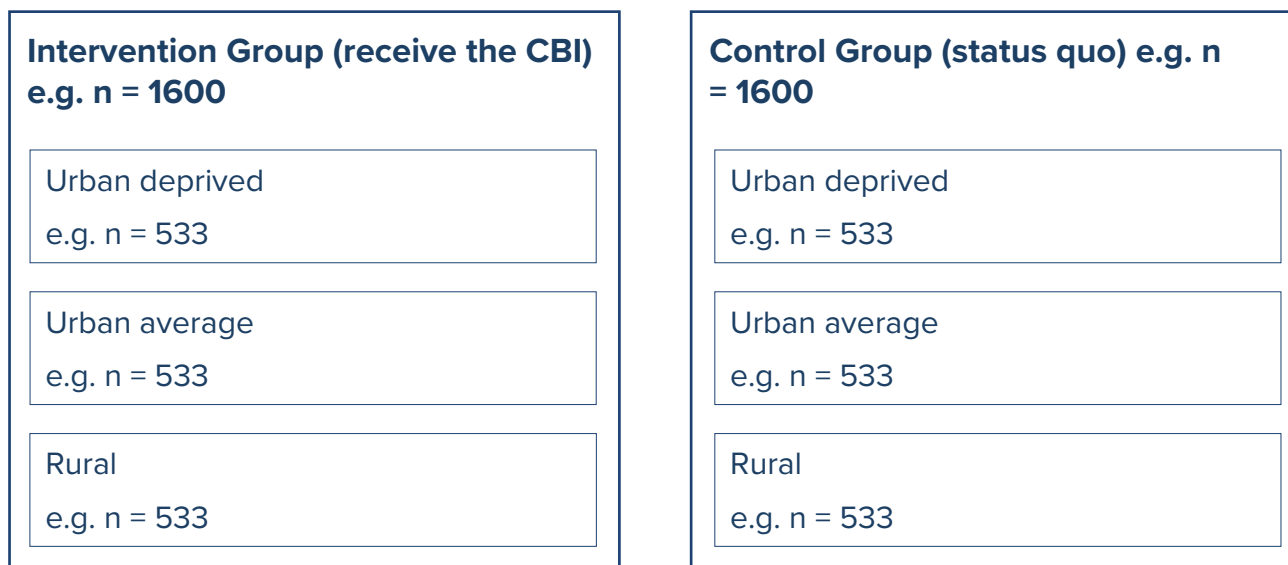 Intervention Group (receive the CBI)
e.g. n = 1600
Urban deprived
e.g. n = 533
Urban average
e.g. n = 533
Rural
e.g. n = 533
Control Group (status quo) e.g. n
= 1600
Urban deprived
e.g. n = 533
Urban average
e.g. n = 533
Rural
e.g. n = 533